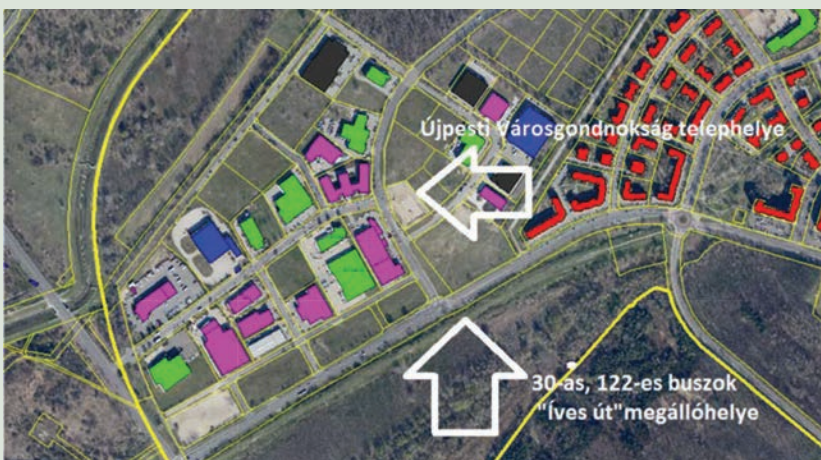 Újpesti Városgondnokság telephelye
30-as, 122-es buszok
"Íves út"megállóhelye